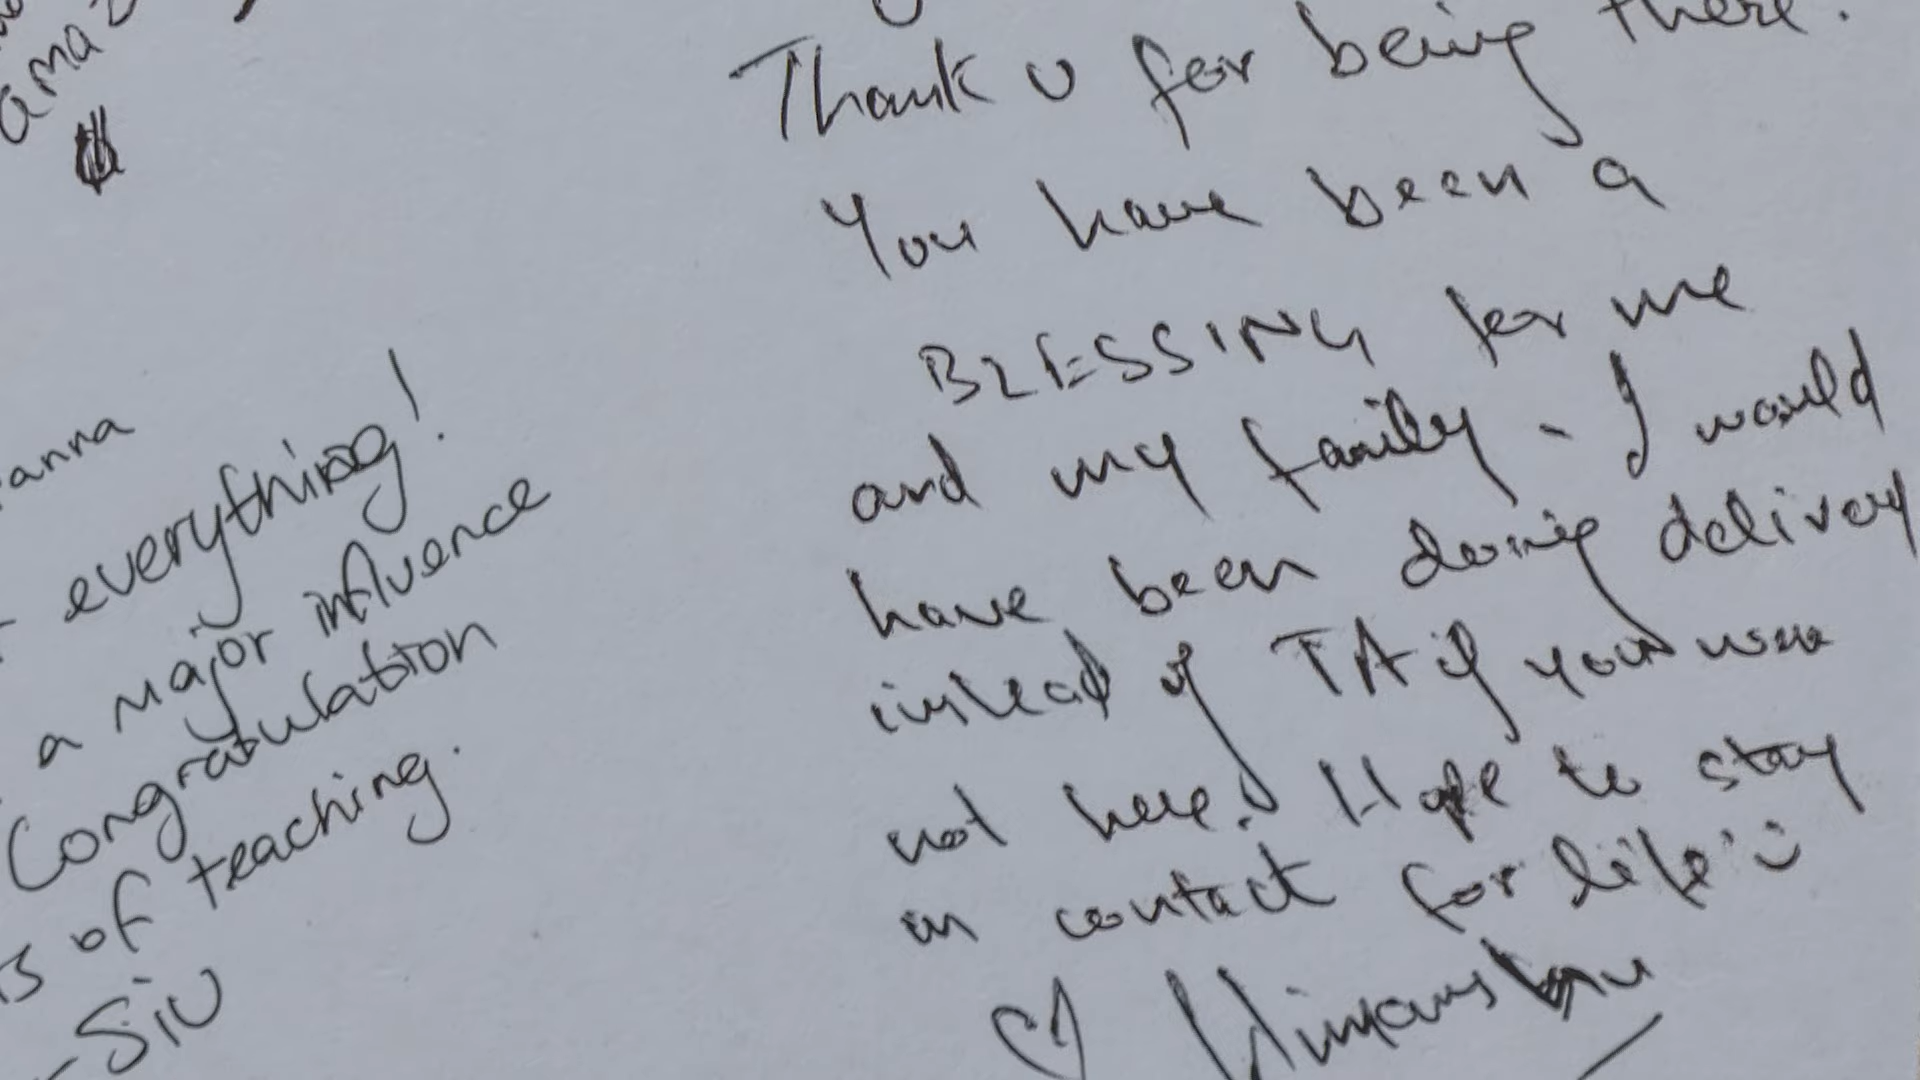 ama
anna
everything!
a major influence
Congratulation
s of teaching.
-Siu
Thank u for being there.
You have been a
BLESSING for me
and my family - I would
have been doing delivery
instead of TA if you were
not here. Hope to stay
in contact for life :)
♡ Himanshu